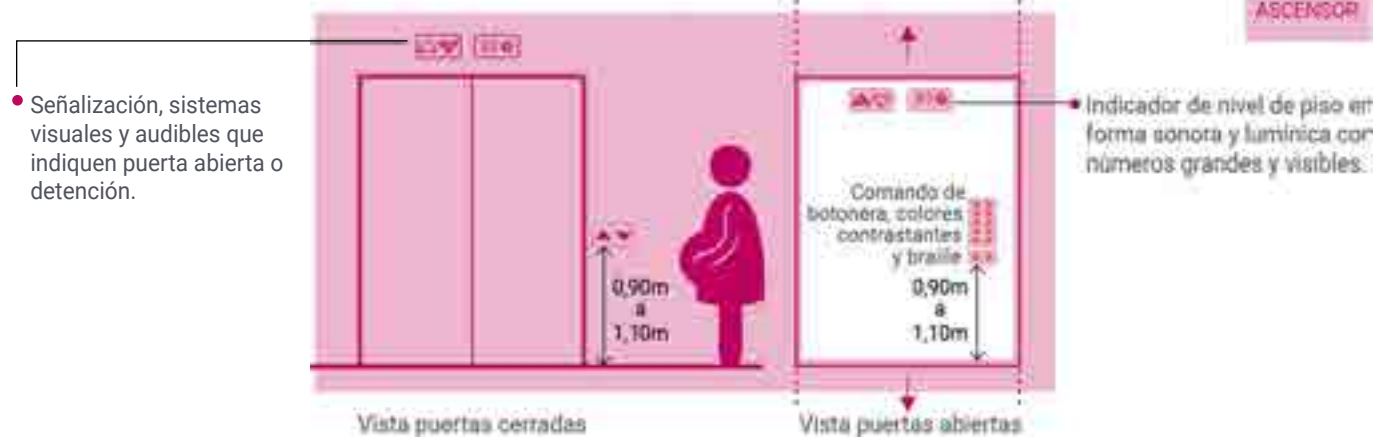 ASCENSOR
Señalización, sistemas
visuales y audibles que
indiquen puerta abierta o
detención.
Indicador de nivel de piso en
forma sonora y lumínica con
números grandes y visibles.
Comando de
botonera, colores
contrastantes
y braille
0,90m
a
1,10m
0,90m
a
1,10m
Vista puertas cerradas
Vista puertas abiertas